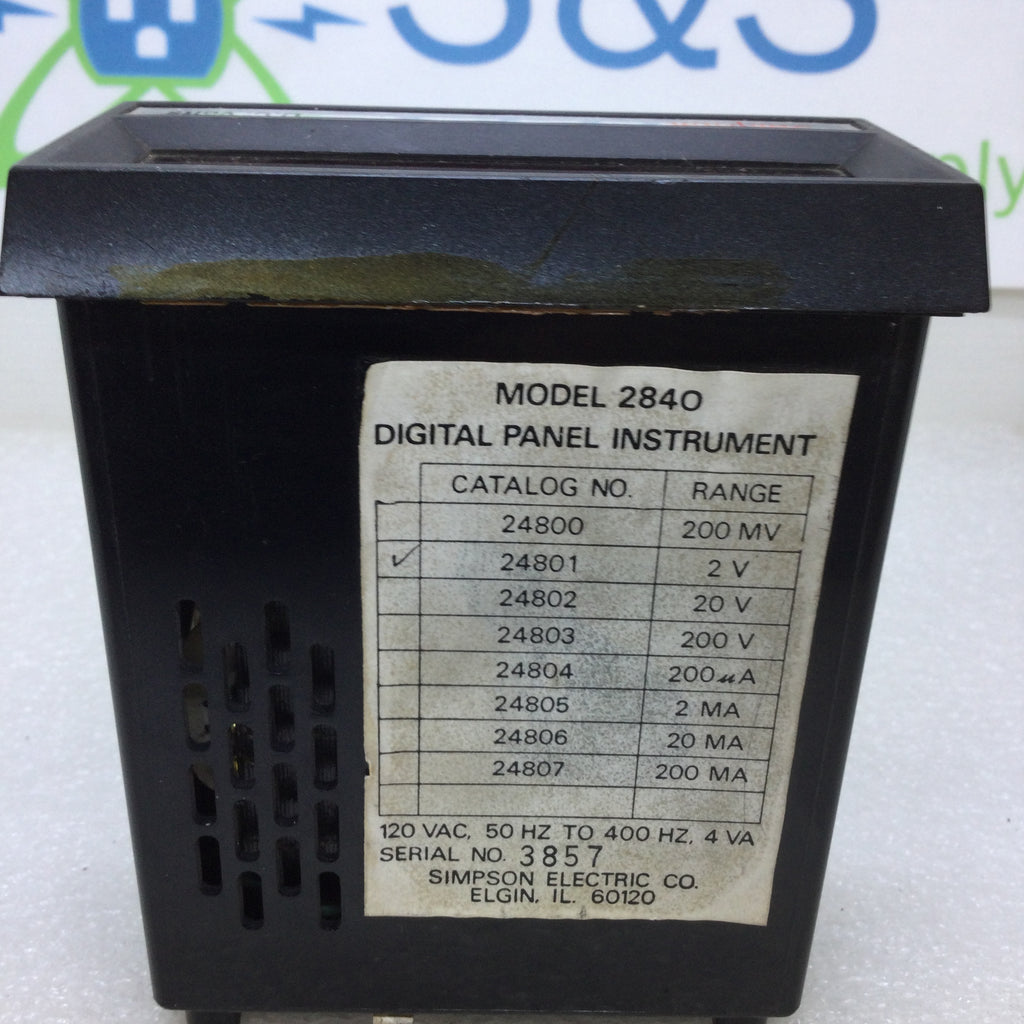 S&S
ly
MODEL 2840
DIGITAL PANEL INSTRUMENT
CATALOG NO. RANGE
24800 200 MV
✓ 24801 2 V
24802 20 V
24803 200 V
24804 200µA
24805 2 MA
24806 20 MA
24807 200 MA
120 VAC, 50 HZ TO 400 HZ, 4 VA
SERIAL NO. 3857
SIMPSON ELECTRIC CO.
ELGIN, IL. 60120